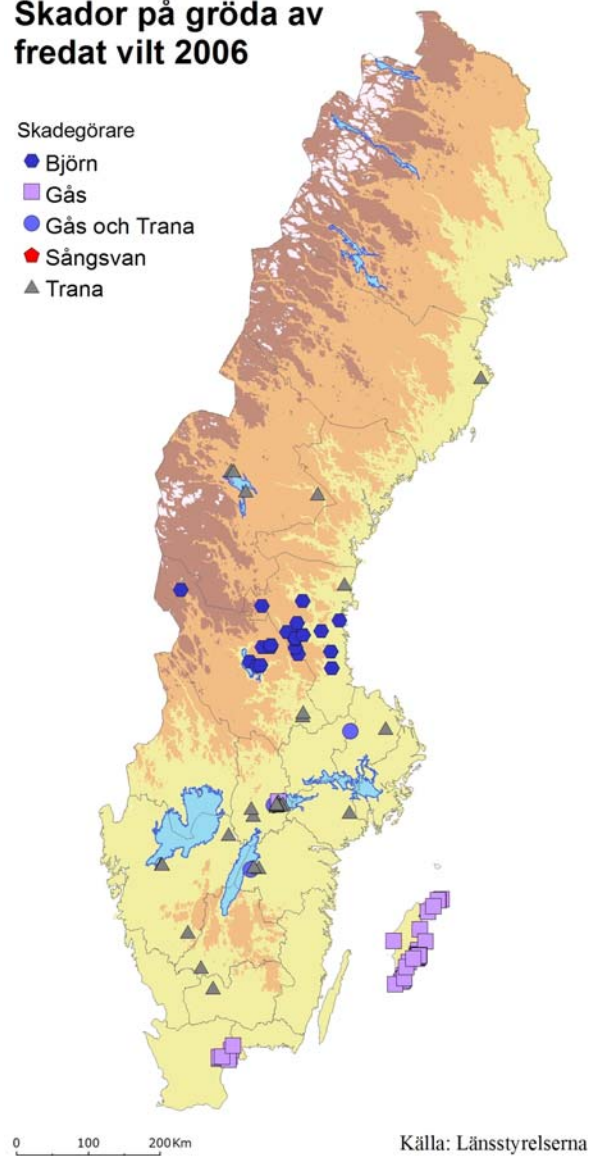 Skador på gröda av
fredat vilt 2006
Skadegörare
Björn
Gås
Gås och Trana
Sångsvan
Trana
0 100 200 Km
Källa: Länsstyrelserna